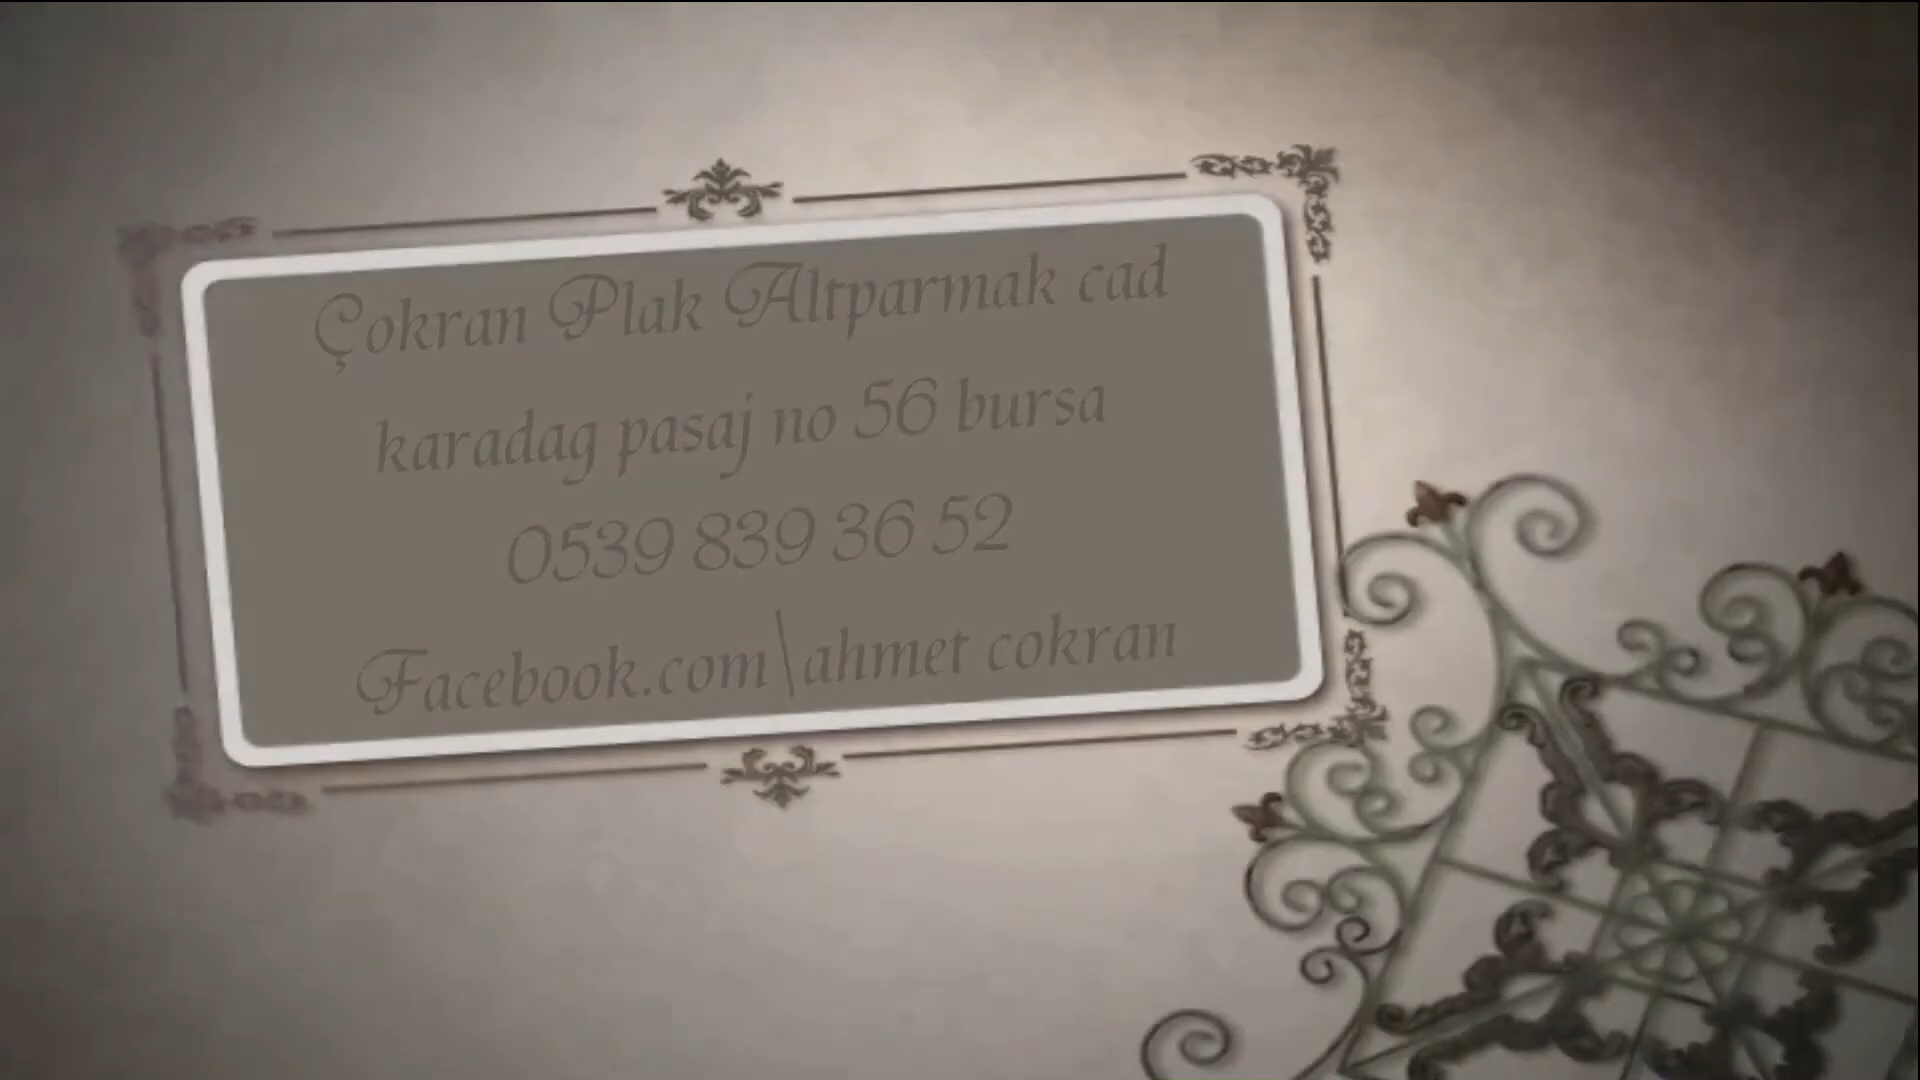 Çokran Plak Altparmak cad
karadag pasaj no 56 bursa
0539 839 36 52
Facebook.com\ahmet cokran